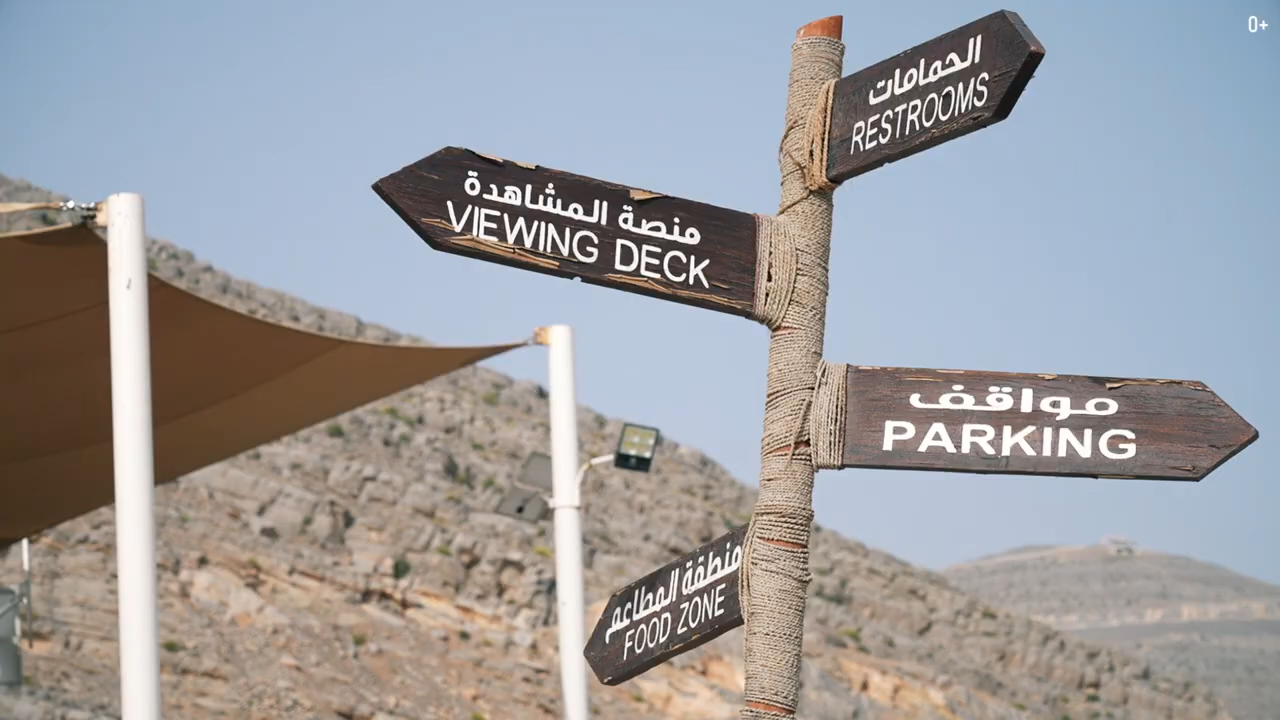 0+
الحمامات
RESTROOMS
منصة المشاهدة
VIEWING DECK
مواقف
PARKING
منطقة المطاعم
FOOD ZONE